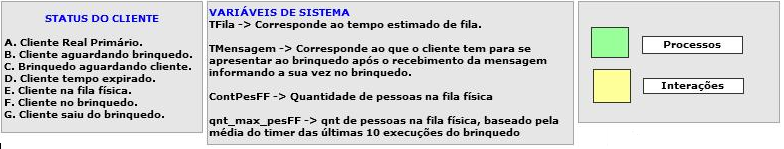 STATUS DO CLIENTE
A. Cliente Real Primário.
B. Cliente aguardando brinquedo.
C. Brinquedo aguardando cliente.
D. Cliente tempo expirado.
E. Cliente na fila física.
F. Cliente no brinquedo.
G. Cliente saiu do brinquedo.
VARIÁVEIS DE SISTEMA
TFila -> Corresponde ao tempo estimado de fila.
TMensagem -> Corresponde ao que o cliente tem para se
apresentar ao brinquedo após o recebimento da mensagem
informando a sua vez no brinquedo.
ContPesFF -> Quantidade de pessoas na fila física
qnt_max_pesFF -> qnt de pessoas na fila física, baseado pela
média do timer das últimas 10 execuções do brinquedo
Processos
Interações